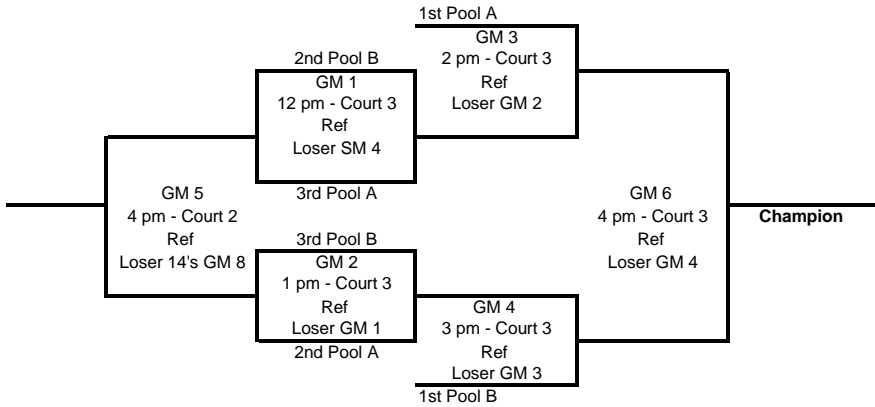 1st Pool A
GM 3
2 pm - Court 3
Ref
Loser GM 2
2nd Pool B
GM 1
12 pm - Court 3
Ref
Loser SM 4
3rd Pool A
GM 5
4 pm - Court 2
Ref
Loser 14's GM 8
GM 6
4 pm - Court 3
Ref
Loser GM 4
Champion
3rd Pool B
GM 2
1 pm - Court 3
Ref
Loser GM 1
2nd Pool A
GM 4
3 pm - Court 3
Ref
Loser GM 3
1st Pool B